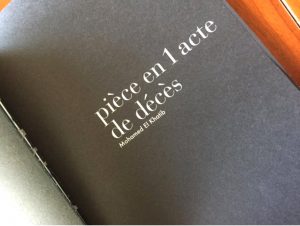 pièce en 1 acte
de décès
Mohamed El Khatib